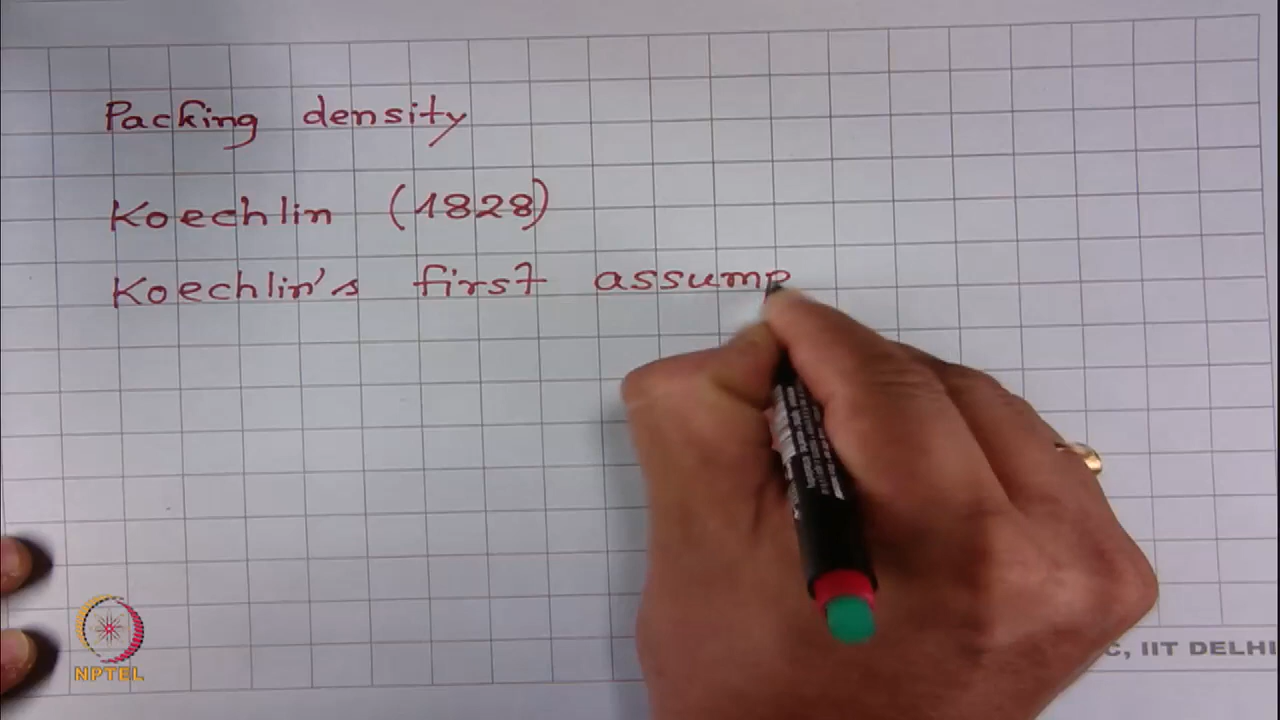 Packing density
Koechlin (1828)
Koechlin's first assump
NPTEL
C, IIT DELHI